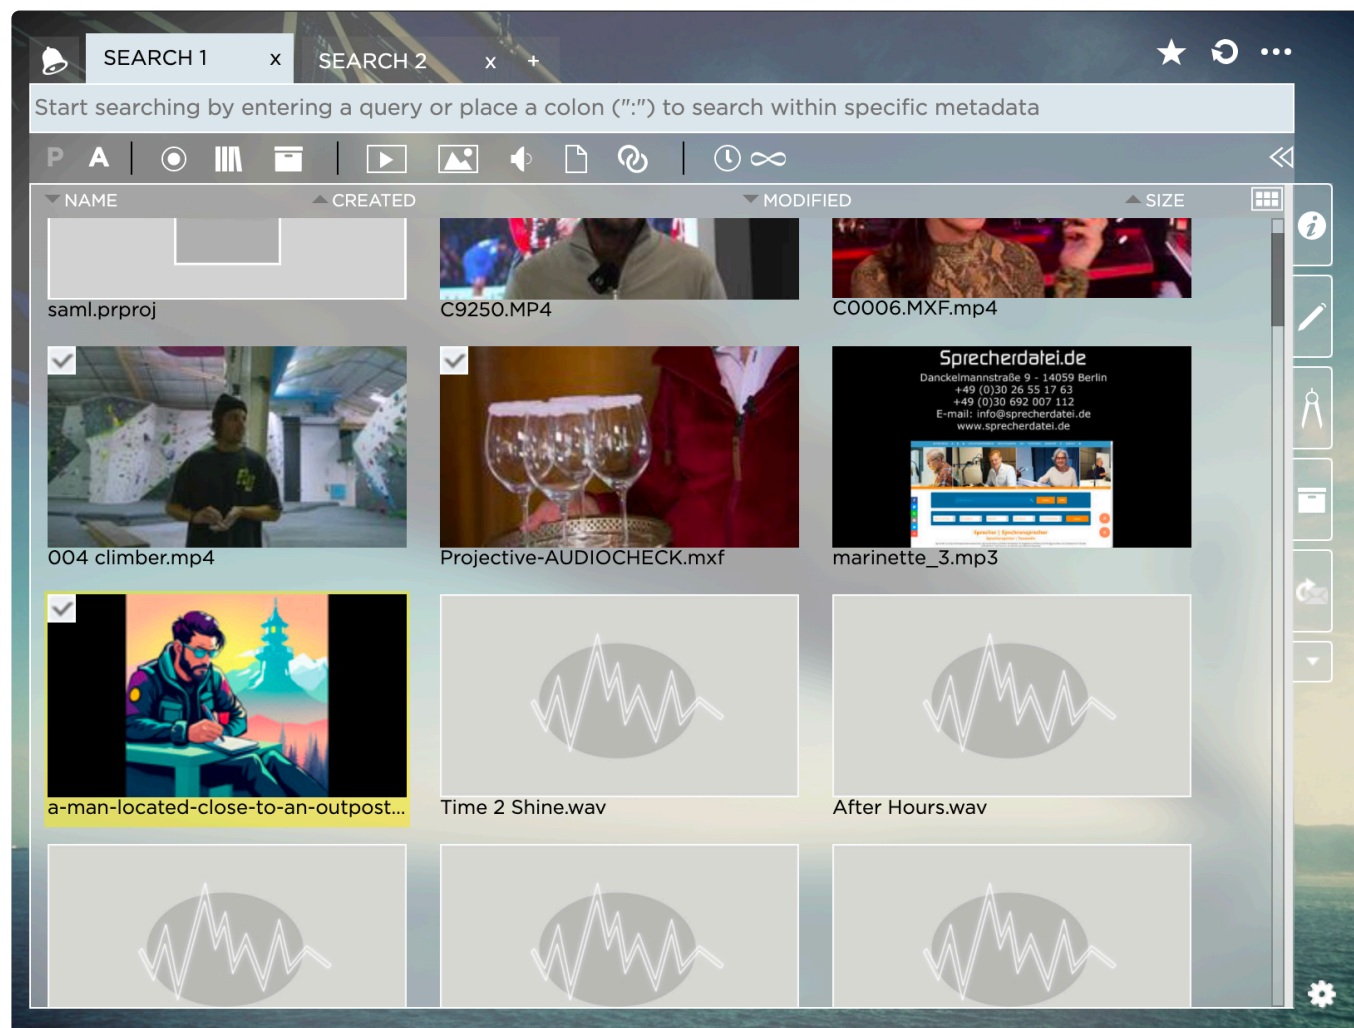 SEARCH 1 x SEARCH 2 x +
Start searching by entering a query or place a colon (":") to search within specific metadata
P A
NAME CREATED MODIFIED SIZE
saml.prproj C9250.MP4 C0006.MXF.mp4
Sprecherdatei.de
Danckelmannstraße 9 - 14059 Berlin
+49 (0)30 26 55 17 63
+49 (0)30 692 007 112
E-mail: info@sprecherdatei.de
www.sprecherdatei.de
Sprecher | Synchronsprecher
004 climber.mp4 Projective-AUDIOCHECK.mxf marinette_3.mp3
a-man-located-close-to-an-outpost... Time 2 Shine.wav After Hours.wav